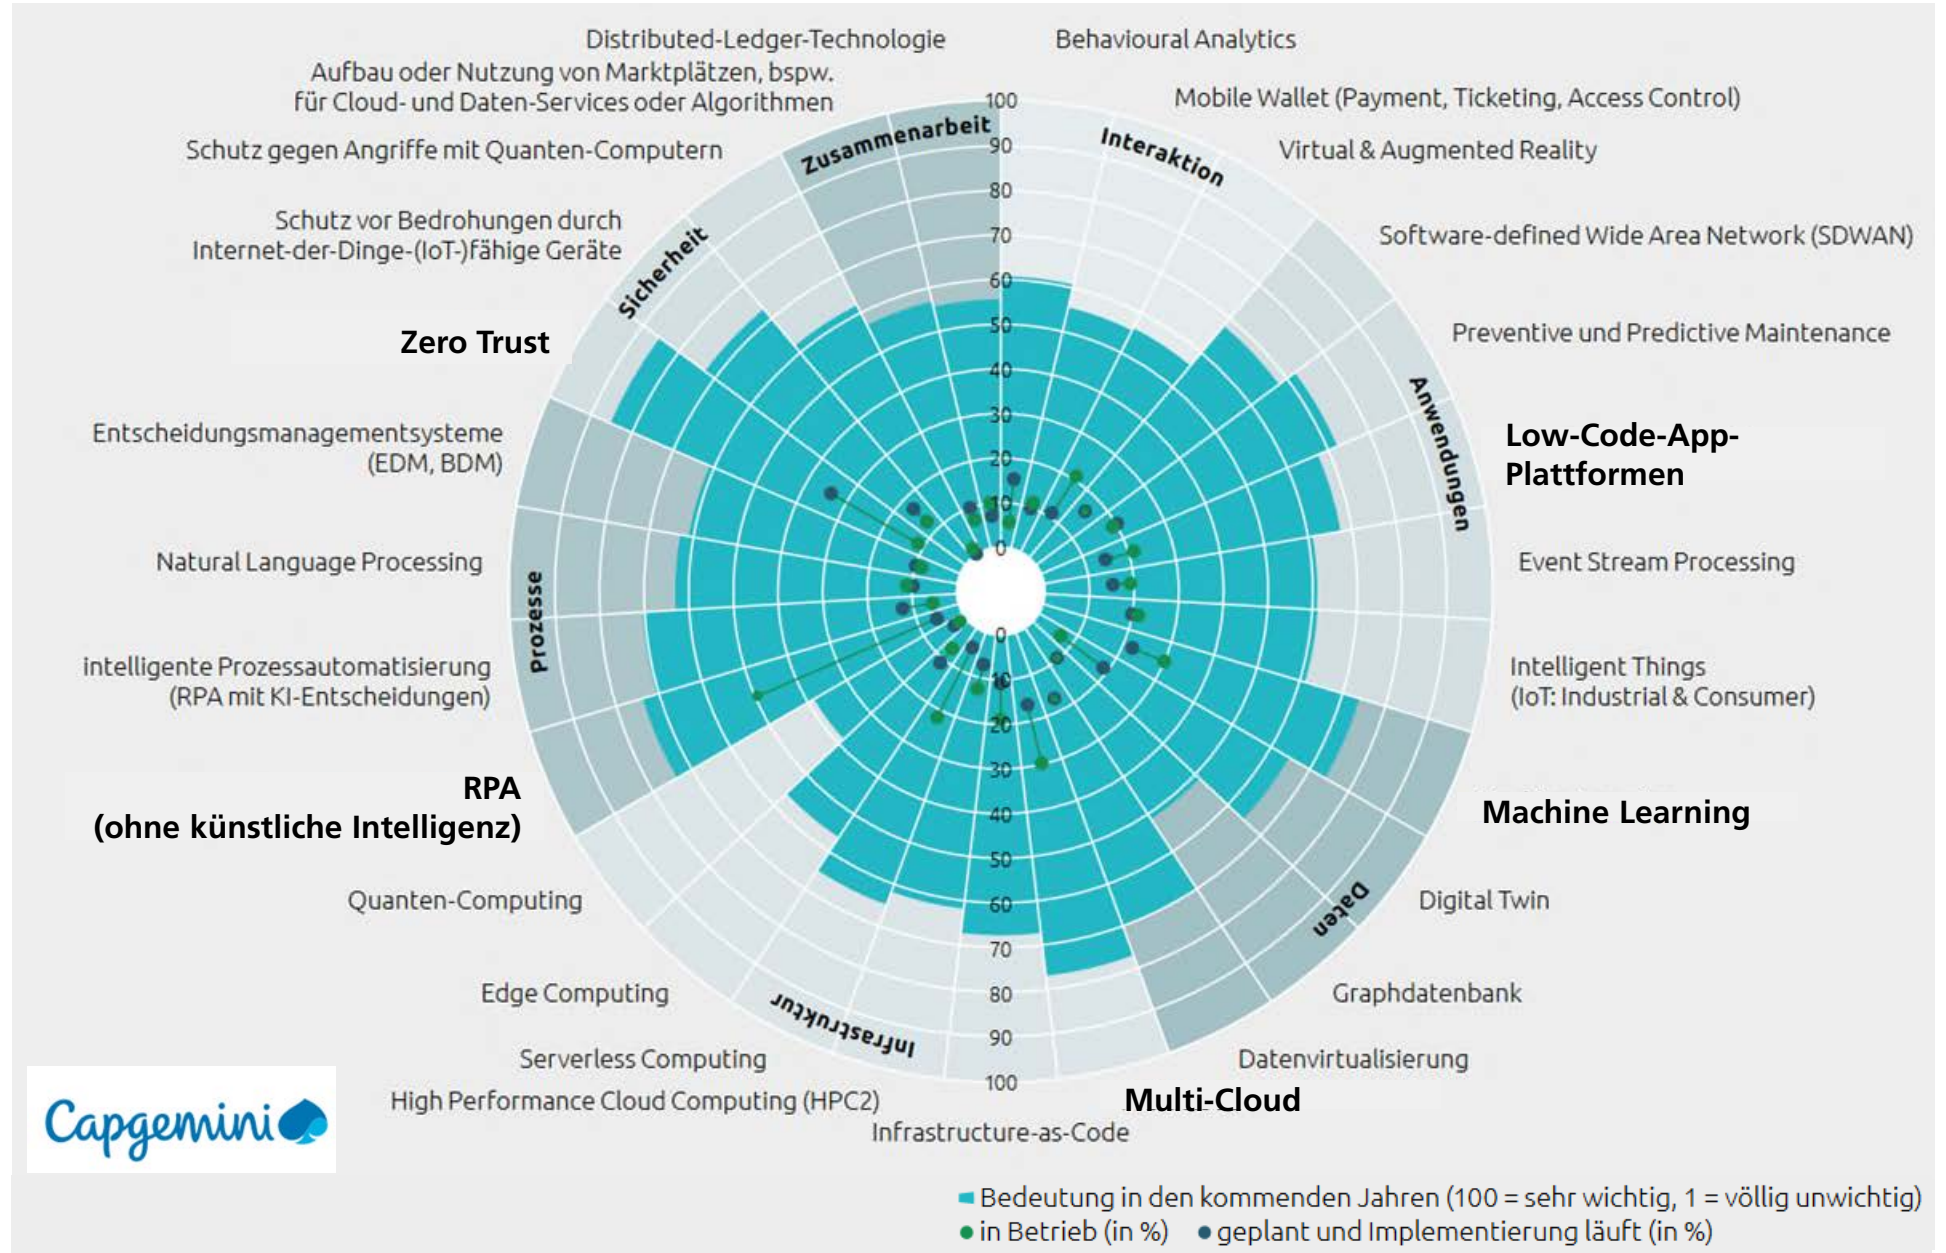 Distributed-Ledger-Technologie
Behavioural Analytics
Aufbau oder Nutzung von Marktplätzen, bspw.
für Cloud- und Daten-Services oder Algorithmen
Mobile Wallet (Payment, Ticketing, Access Control)
Schutz gegen Angriffe mit Quanten-Computern
Virtual & Augmented Reality
Schutz vor Bedrohungen durch
Internet-der-Dinge-(IoT-)fähige Geräte
Software-defined Wide Area Network (SDWAN)
Zero Trust
Preventive und Predictive Maintenance
Entscheidungsmanagementsysteme
(EDM, BDM)
Low-Code-App-
Plattformen
Natural Language Processing
Event Stream Processing
intelligente Prozessautomatisierung
(RPA mit KI-Entscheidungen)
Intelligent Things
(IoT: Industrial & Consumer)
RPA
(ohne künstliche Intelligenz)
Machine Learning
Quanten-Computing
Digital Twin
Edge Computing
Graphdatenbank
Serverless Computing
Datenvirtualisierung
High Performance Cloud Computing (HPC2)
Multi-Cloud
Infrastructure-as-Code
Zusammenarbeit
Interaktion
Sicherheit
Anwendungen
Prozesse
Daten
Infrastruktur
100
90
80
70
60
50
40
30
20
10
0
0
10
20
30
40
50
60
70
80
90
100
Capgemini
Bedeutung in den kommenden Jahren (100 = sehr wichtig, 1 = völlig unwichtig)
in Betrieb (in %) geplant und Implementierung läuft (in %)